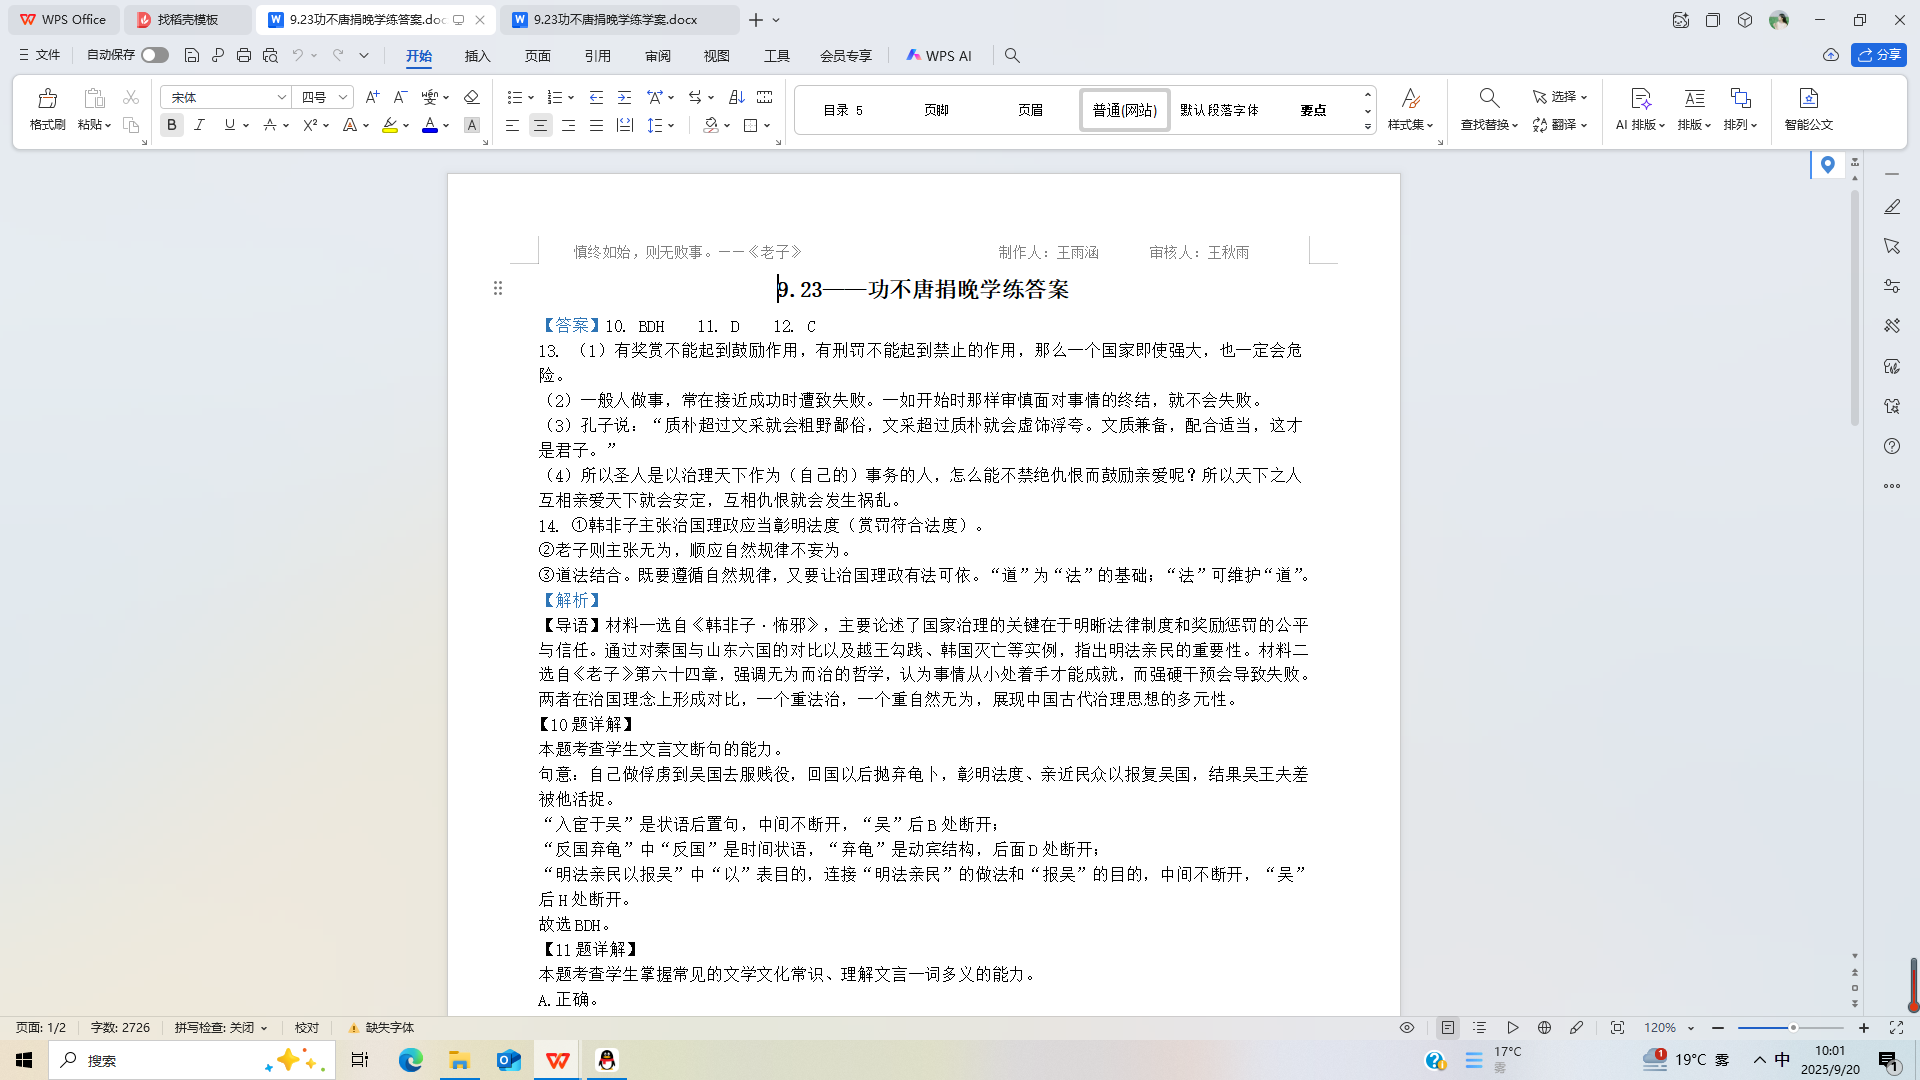 WPS Office
找稻壳模板
9.23功不唐捐晚学练答案.doc
9.23功不唐捐晚学练学案.docx
文件
自动保存
开始
插入
页面
引用
审阅
视图
工具
会员专享
WPS AI
分享
格式刷
粘贴
宋体
四号
目录 5
页脚
页眉
普通(网站)
默认段落字体
要点
样式集
查找替换
选择
翻译
AI 排版
排版
排列
智能公文
慎终如始，则无败事。——《老子》 制作人：王雨涵 审核人：王秋雨
9.23——功不唐捐晚学练答案
【答案】10. BDH 11. D 12. C
13. （1）有奖赏不能起到鼓励作用，有刑罚不能起到禁止的作用，那么一个国家即使强大，也一定会危
险。
（2）一般人做事，常在接近成功时遭致失败。一如开始时那样审慎面对事情的终结，就不会失败。
（3）孔子说：“质朴超过文采就会粗野鄙俗，文采超过质朴就会虚饰浮夸。文质兼备，配合适当，这才
是君子。”
（4）所以圣人是以治理天下作为（自己的）事务的人，怎么能不禁绝仇恨而鼓励亲爱呢？所以天下之人
互相亲爱天下就会安定，互相仇恨就会发生祸乱。
14. ①韩非子主张治国理政应当彰明法度（赏罚符合法度）。
②老子则主张无为，顺应自然规律不妄为。
③道法结合。既要遵循自然规律，又要让治国理政有法可依。“道”为“法”的基础；“法”可维护“道”。
【解析】
【导语】材料一选自《韩非子·饰邪》，主要论述了国家治理的关键在于明晰法律制度和奖励惩罚的公平
与信任。通过对秦国与山东六国的对比以及越王勾践、韩国灭亡等实例，指出明法亲民的重要性。材料二
选自《老子》第六十四章，强调无为而治的哲学，认为事情从小处着手才能成就，而强硬干预会导致失败。
两者在治国理念上形成对比，一个重法治，一个重自然无为，展现中国古代治理思想的多元性。
【10题详解】
本题考查学生文言文断句的能力。
句意：自己做俘虏到吴国去服贱役，回国以后抛弃龟卜，彰明法度、亲近民众以报复吴国，结果吴王夫差
被他活捉。
“入宦于吴”是状语后置句，中间不断开，“吴”后B处断开；
“反国弃龟”中“反国”是时间状语，“弃龟”是动宾结构，后面D处断开；
“明法亲民以报吴”中“以”表目的，连接“明法亲民”的做法和“报吴”的目的，中间不断开，“吴”
后H处断开。
故选BDH。
【11题详解】
本题考查学生掌握常见的文学文化常识、理解文言一词多义的能力。
A.正确。
页面: 1/2
字数: 2726
拼写检查: 关闭
校对
缺失字体
120%
搜索
17°C
雾
19°C 雾
中
10:01
2025/9/20